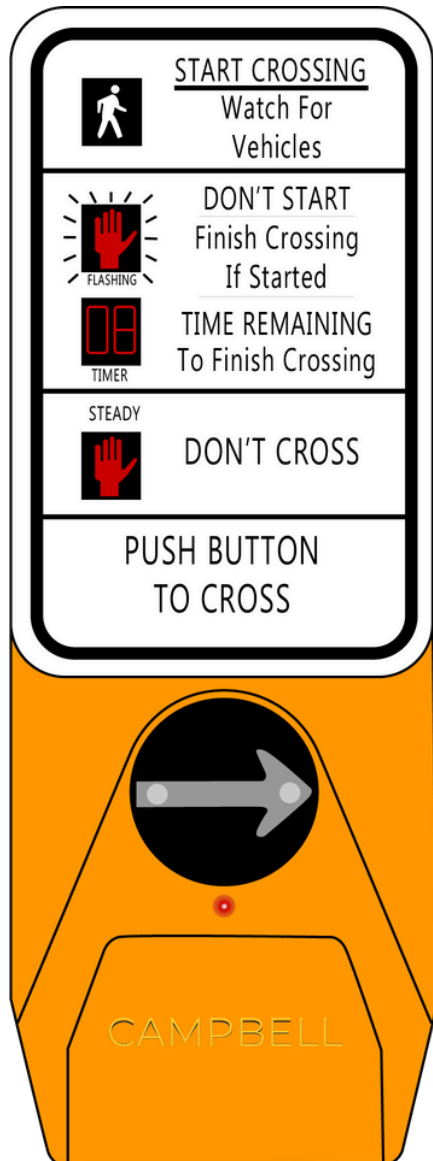 START CROSSING
Watch For
Vehicles
DON'T START
Finish Crossing
If Started
FLASHING
08
TIME REMAINING
To Finish Crossing
TIMER
STEADY
DON'T CROSS
PUSH BUTTON
TO CROSS
CAMPBELL